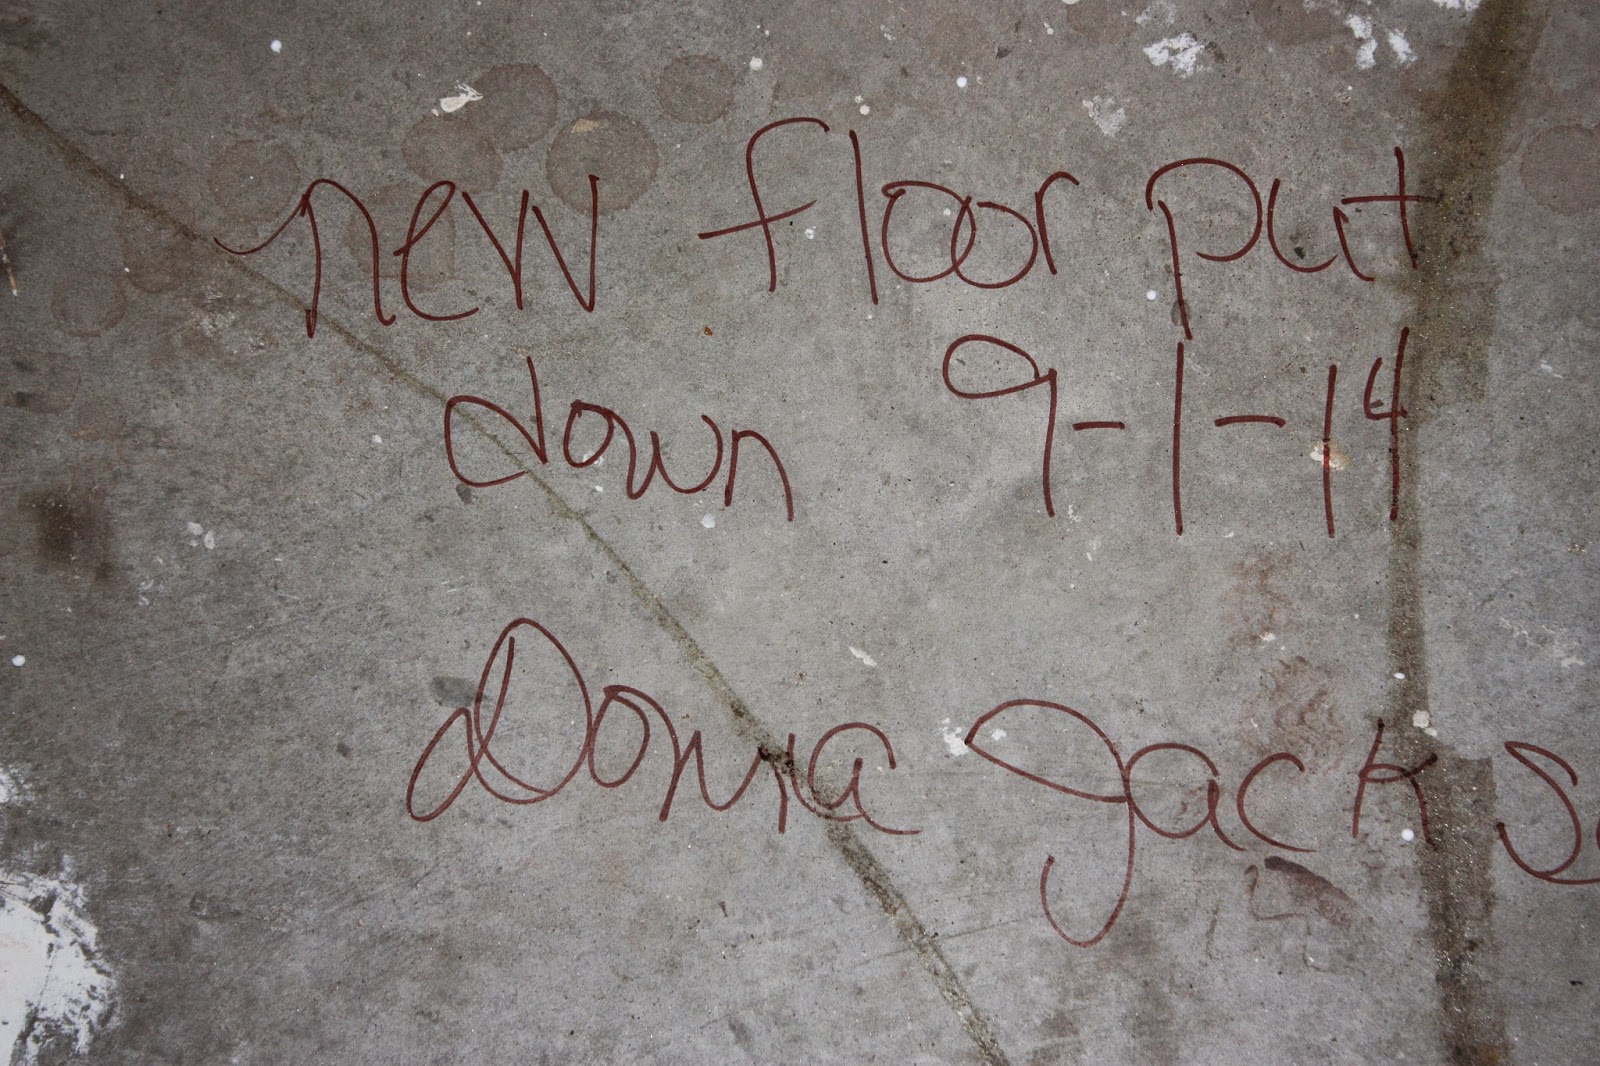 new floor put
down 9-1-14
Donna Jacks